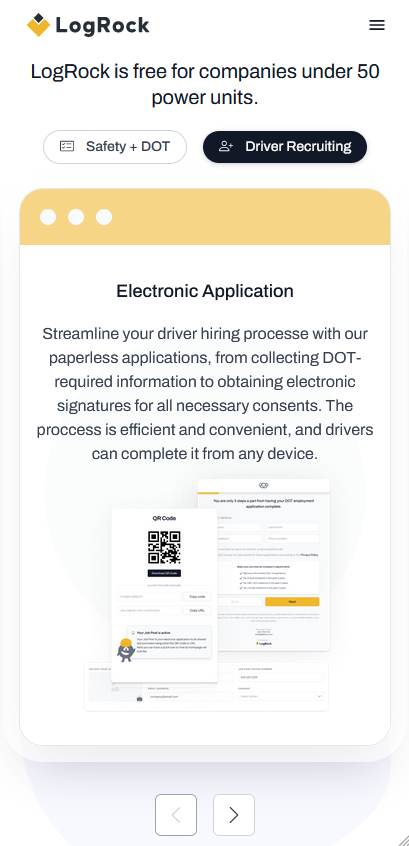 LogRock
LogRock is free for companies under 50
power units.
Safety + DOT
Driver Recruiting
Electronic Application
Streamline your driver hiring processe with our
paperless applications, from collecting DOT-
required information to obtaining electronic
signatures for all necessary consents. The
proccess is efficient and convenient, and drivers
can complete it from any device.
You are only 3 steps a part from having your DOT employment
application complete.
QR Code
Download QR Code
Copy code
Copy URL
Your Job Post is active
Next
LogRock